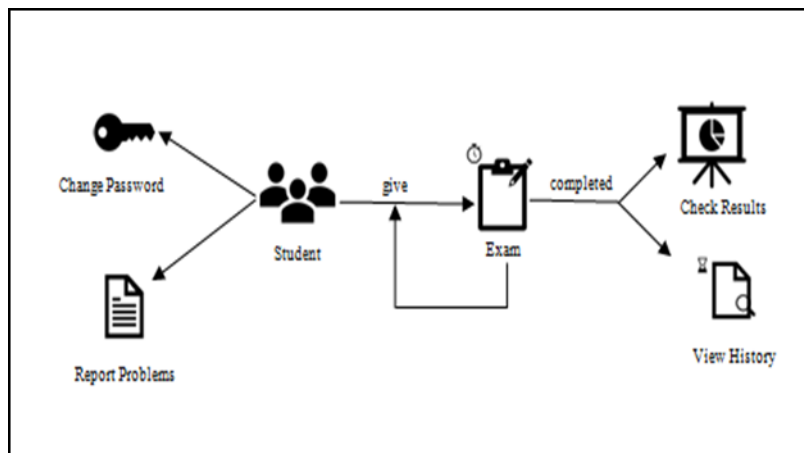 Change Password
give
completed
Check Results
Student
Exam
Report Problems
View History